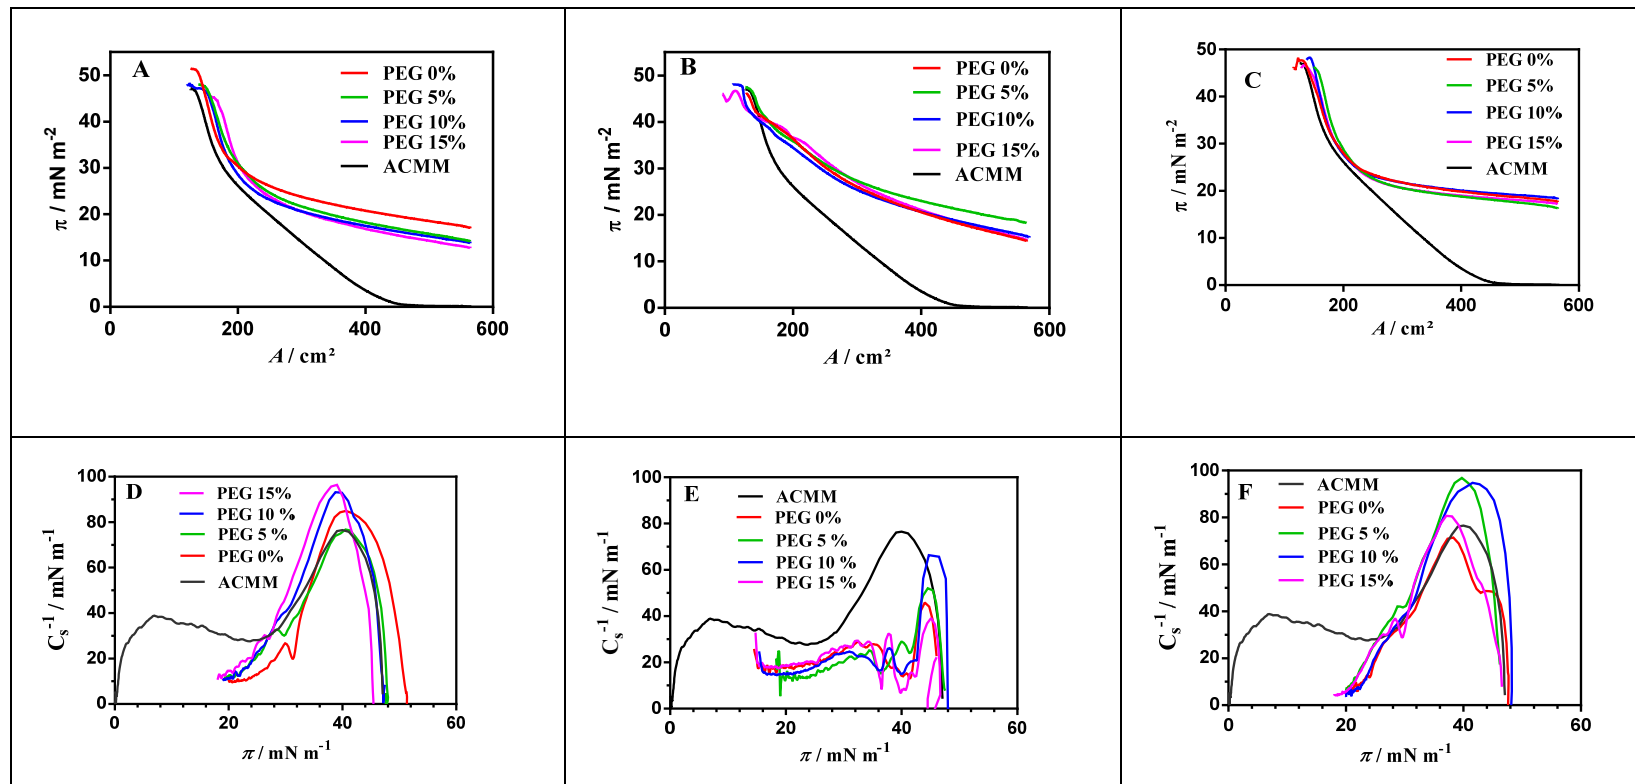 A
PEG 0%
PEG 5%
PEG 10%
PEG 15%
ACMM
π / mN m⁻²
50
40
30
20
10
0
0 200 400 600
A / cm²
B
PEG 0%
PEG 5%
PEG10%
PEG 15%
ACMM
π / mN m⁻²
50
40
30
20
10
0
0 200 400 600
A / cm²
C
PEG 0%
PEG 5%
PEG 10%
PEG 15%
ACMM
π / mN m⁻²
50
40
30
20
10
0
0 200 400 600
A / cm²
D
PEG 15%
PEG 10 %
PEG 5 %
PEG 0%
ACMM
Cₛ⁻¹ / mN m⁻¹
100
80
60
40
20
0
0 20 40 60
π / mN m⁻¹
E
ACMM
PEG 0%
PEG 5 %
PEG 10 %
PEG 15 %
Cₛ⁻¹ / mN m⁻¹
100
80
60
40
20
0
0 20 40 60
π / mN m⁻¹
F
ACMM
PEG 0%
PEG 5 %
PEG 10 %
PEG 15%
Cₛ⁻¹ / mN m⁻¹
100
80
60
40
20
0
0 20 40 60
π / mN m⁻¹